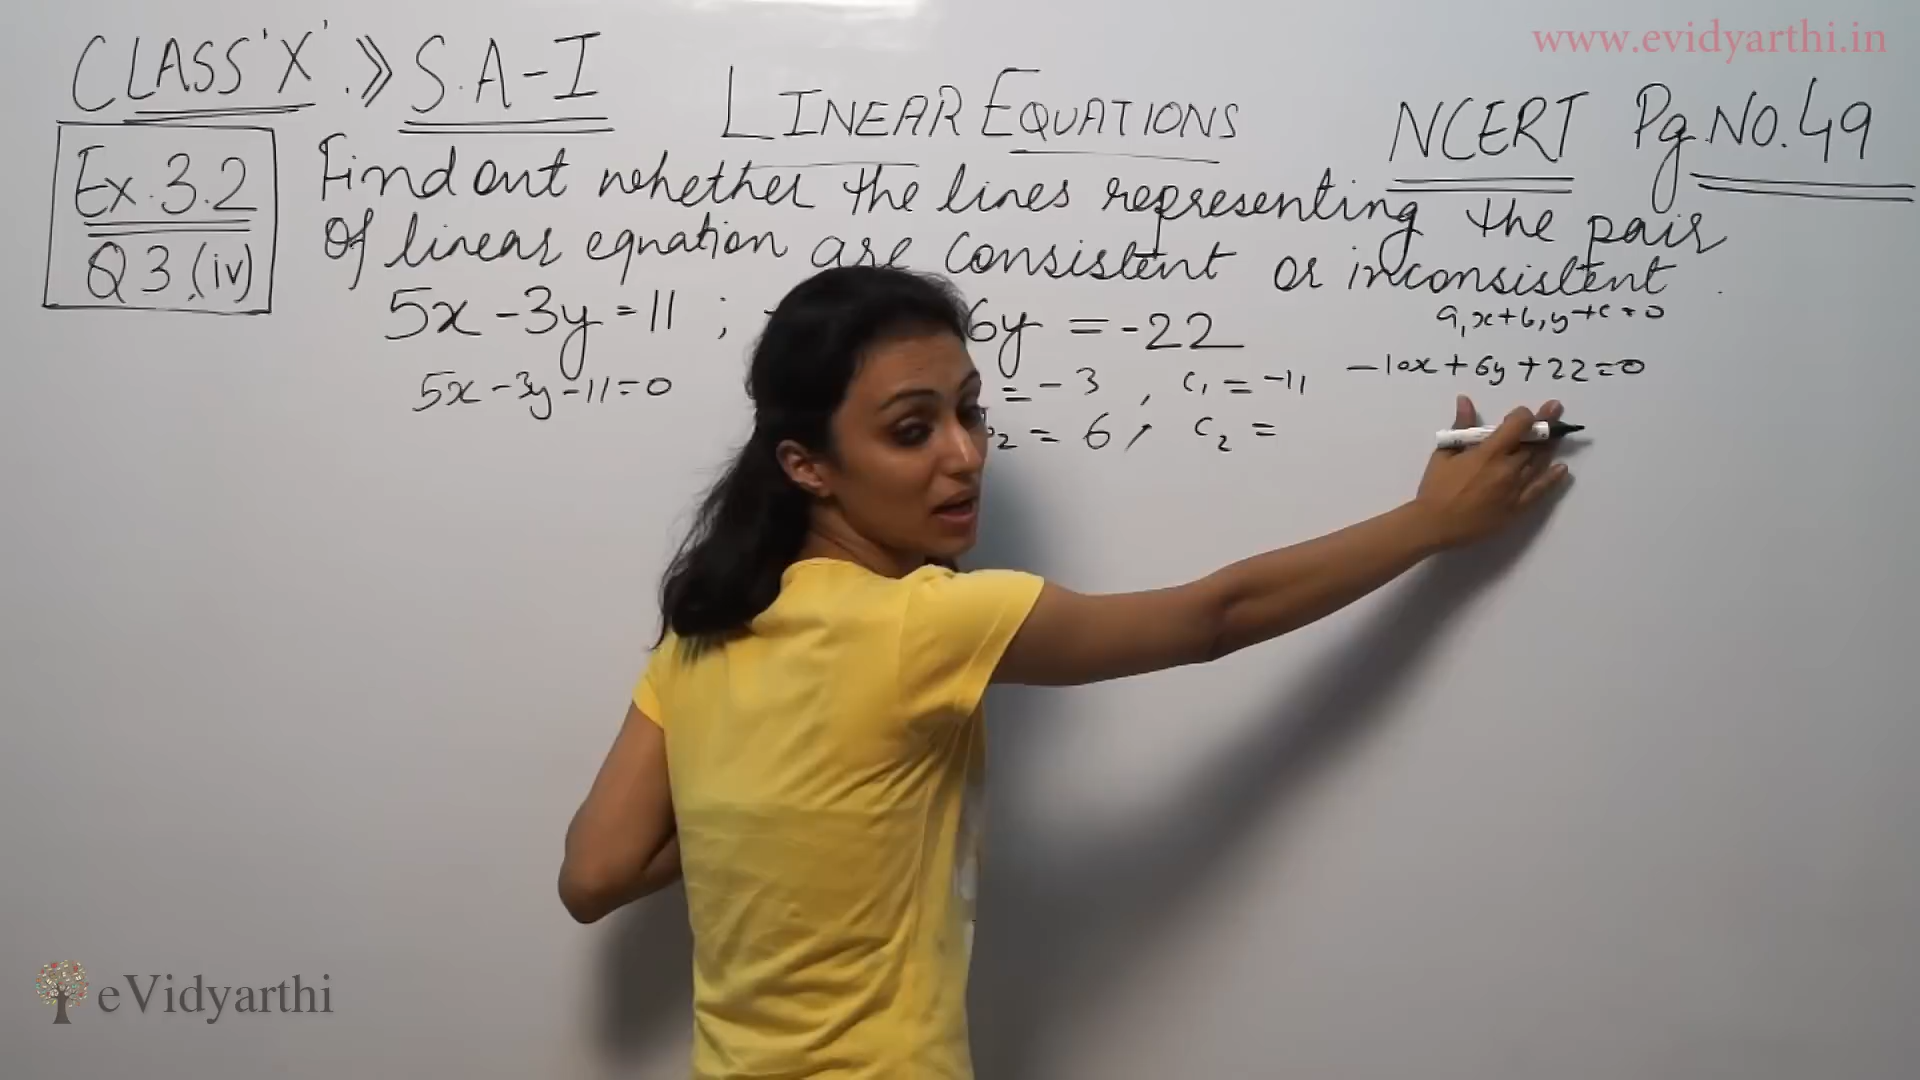 www.evidyarthi.in
CLASS 'X' .⟫ S.A-I
LINEAR EQUATIONS
NCERT Pg.NO.49
Ex.3.2
Q3.(iv)
Find out whether the lines representing the pair
Of linear equation are consistent or inconsistent.
5x -3y =11 ; 6y =-22
a₁x+b₁y+c=0
5x-3y-11=0
=-3 , c₁ = -11
-10x+6y+22=0
₂ = 6 , c₂ =
eVidyarthi